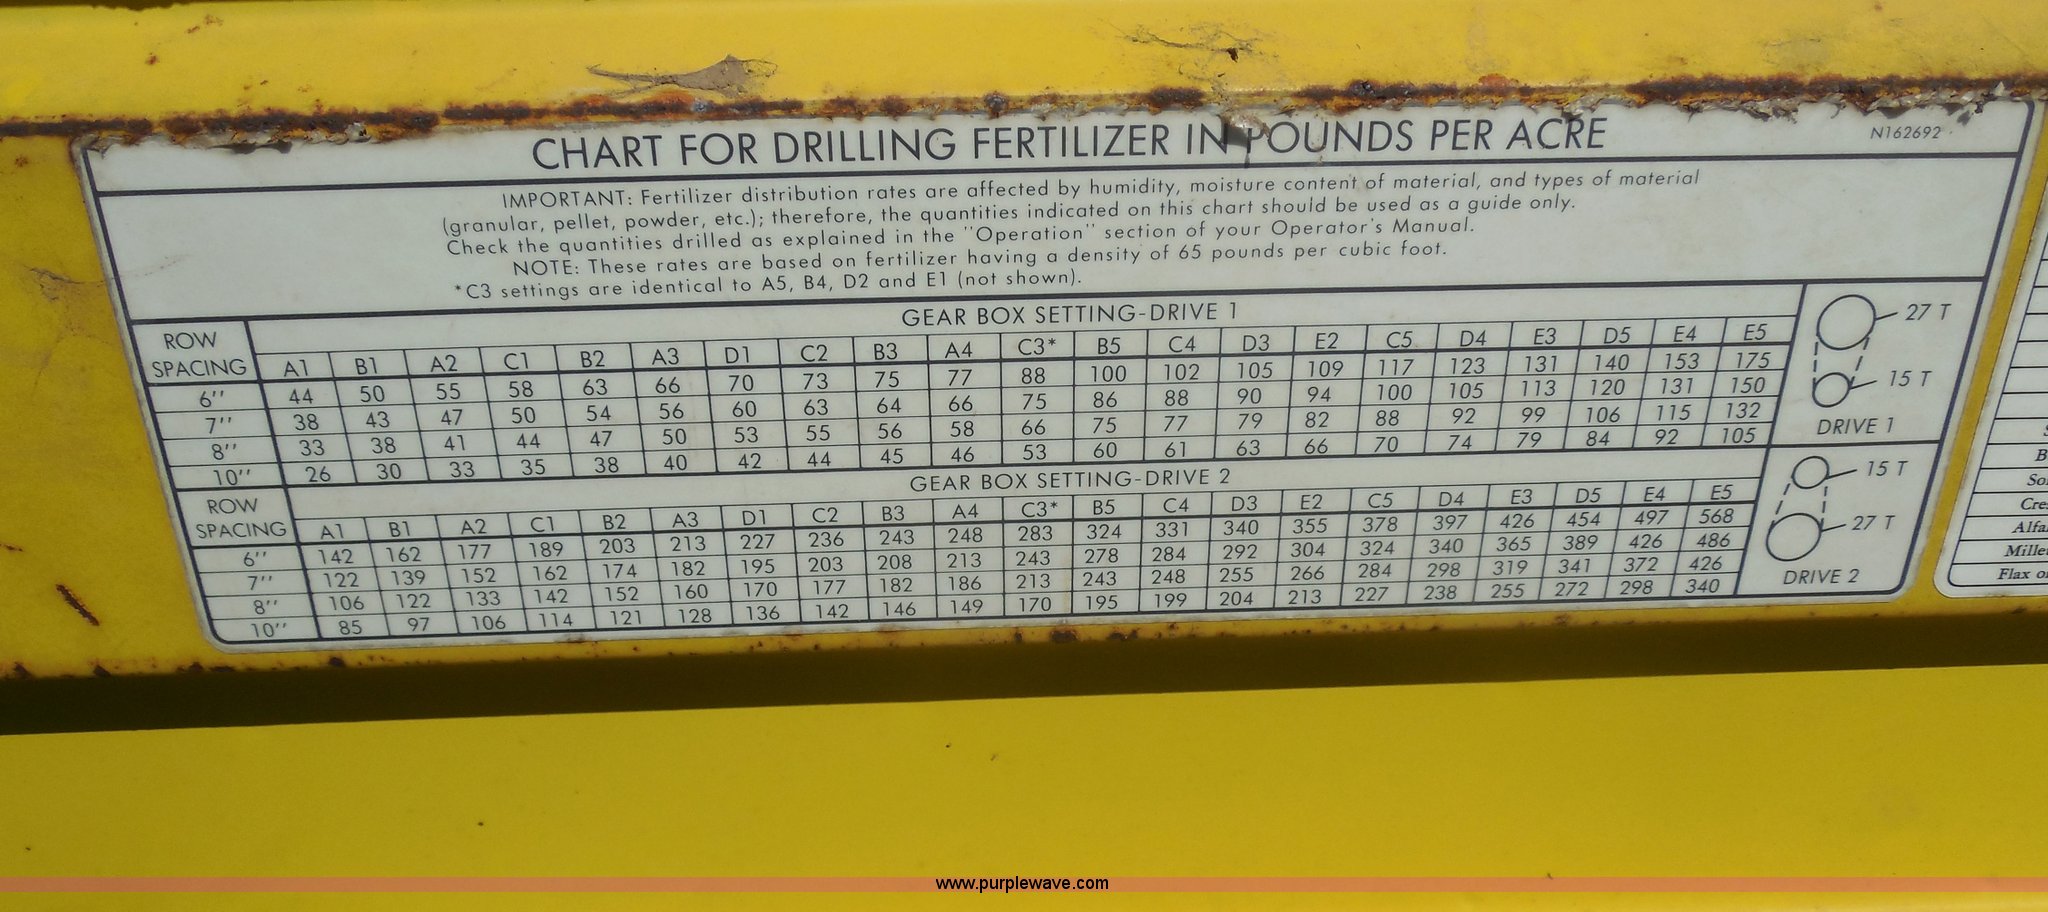 CHART FOR DRILLING FERTILIZER IN POUNDS PER ACRE
N162692
IMPORTANT: Fertilizer distribution rates are affected by humidity, moisture content of material, and types of material
(granular, pellet, powder, etc.); therefore, the quantities indicated on this chart should be used as a guide only.
Check the quantities drilled as explained in the "Operation" section of your Operator's Manual.
NOTE: These rates are based on fertilizer having a density of 65 pounds per cubic foot.
*C3 settings are identical to A5, B4, D2 and E1 (not shown).
ROW SPACING
GEAR BOX SETTING-DRIVE 1
A1 B1 A2 C1 B2 A3 D1 C2 B3 A4 C3* B5 C4 D3 E2 C5 D4 E3 D5 E4 E5
6'' 44 50 55 58 63 66 70 73 75 77 88 100 102 105 109 117 123 131 140 153 175
7'' 38 43 47 50 54 56 60 63 64 66 75 86 88 90 94 100 105 113 120 131 150
8'' 33 38 41 44 47 50 53 55 56 58 66 75 77 79 82 88 92 99 106 115 132
10'' 26 30 33 35 38 40 42 44 45 46 53 60 61 63 66 70 74 79 84 92 105
27 T
15 T
DRIVE 1
ROW SPACING
GEAR BOX SETTING-DRIVE 2
A1 B1 A2 C1 B2 A3 D1 C2 B3 A4 C3* B5 C4 D3 E2 C5 D4 E3 D5 E4 E5
6'' 142 162 177 189 203 213 227 236 243 248 283 324 331 340 355 378 397 426 454 497 568
7'' 122 139 152 162 174 182 195 203 208 213 243 278 284 292 304 324 340 365 389 426 486
8'' 106 122 133 142 152 160 170 177 182 186 213 243 248 255 266 284 298 319 341 372 426
10'' 85 97 106 114 121 128 136 142 146 149 170 195 199 204 213 227 238 255 272 298 340
15 T
27 T
DRIVE 2
Flax
www.purplewave.com